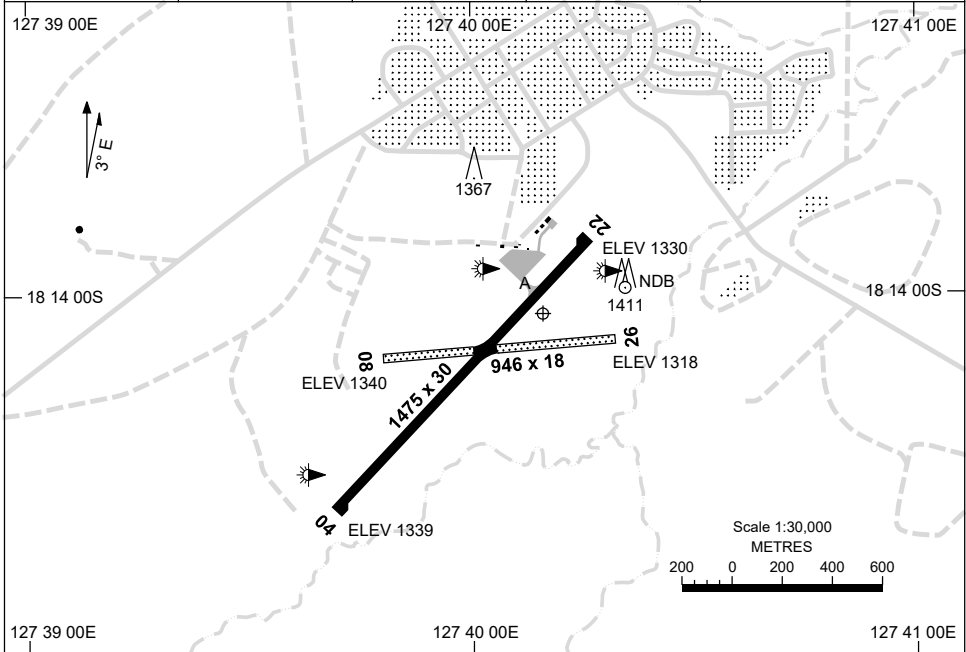 127 39 00E
127 40 00E
127 41 00E
3° E
1367
22
ELEV 1330
A
NDB
1411
18 14 00S
18 14 00S
08
26
946 x 18
ELEV 1318
ELEV 1340
1475 x 30
04
ELEV 1339
Scale 1:30,000
METRES
200 0 200 400 600
127 39 00E
127 40 00E
127 41 00E